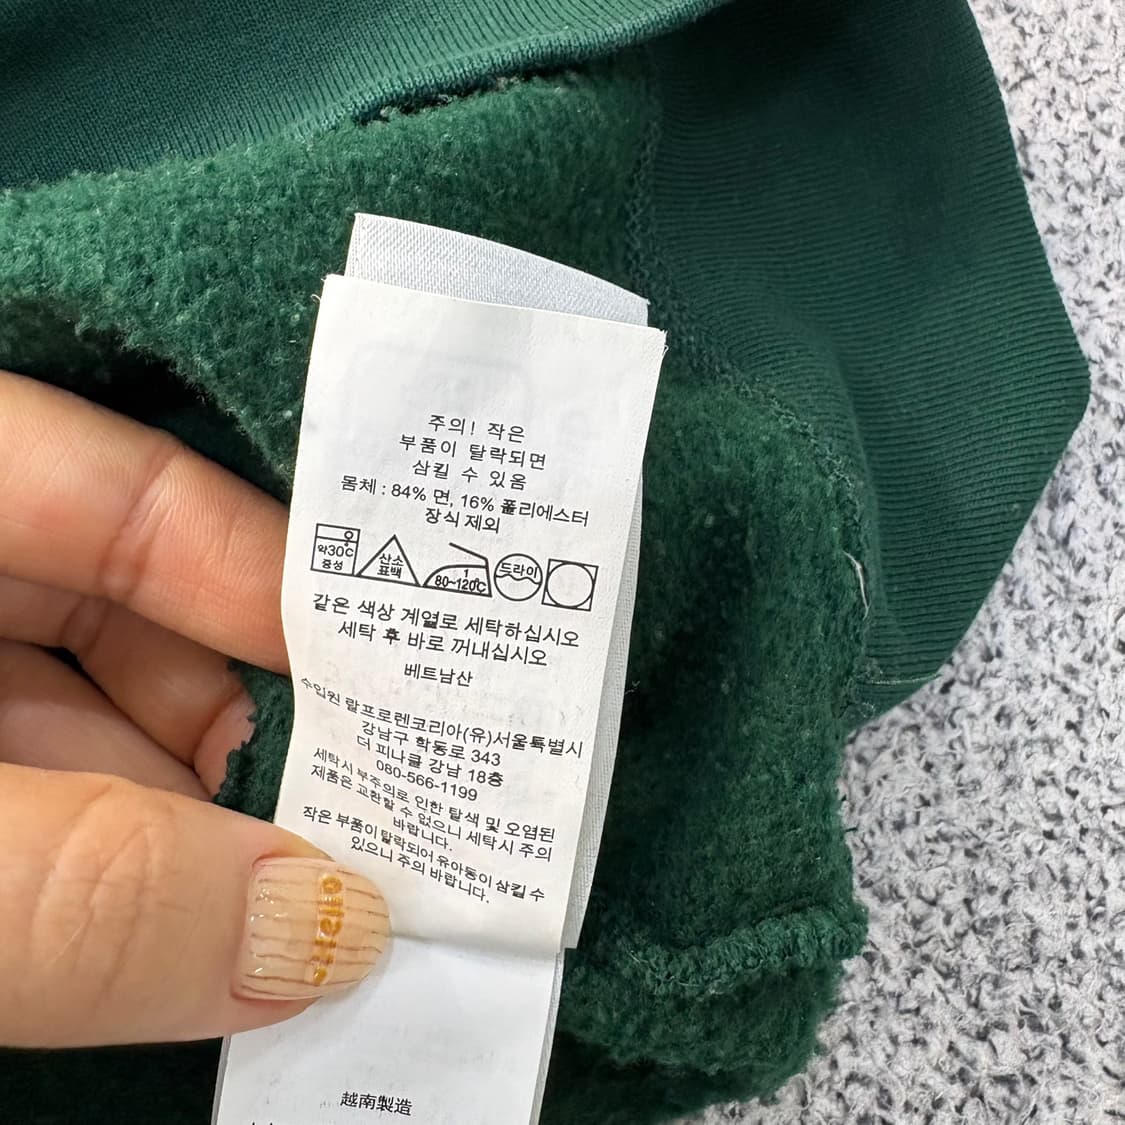 주의! 작은
부품이 탈락되면
삼킬 수 있옴
몸체 : 84% 면, 16% 폴리에스터
장식 제외
약30℃
중성
산소
표백
1
80~120℃
드라이
같은 색상 계열로 세탁하십시오
세탁 후 바로 꺼내십시오
베트남산
수입원 랄프로렌코리아(유)서울특별시
강남구 학동로 343
더 피나클 강남 18층
080-566-1199
세탁시 부주의로 인한 탈색 및 오염된
제품은 교환할 수 없으니 세탁시 주의
바랍니다.
작은 부품이 탈락되어 유아동이 삼킬 수
있으니 주의 바랍니다.
越南製造